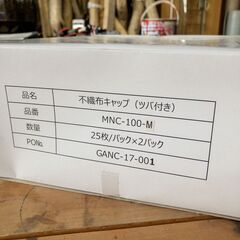 品名 不織布キャップ（ツバ付き）
品番 MNC-100-M
数量 25枚/パック×2パック
PONo. GANC-17-001